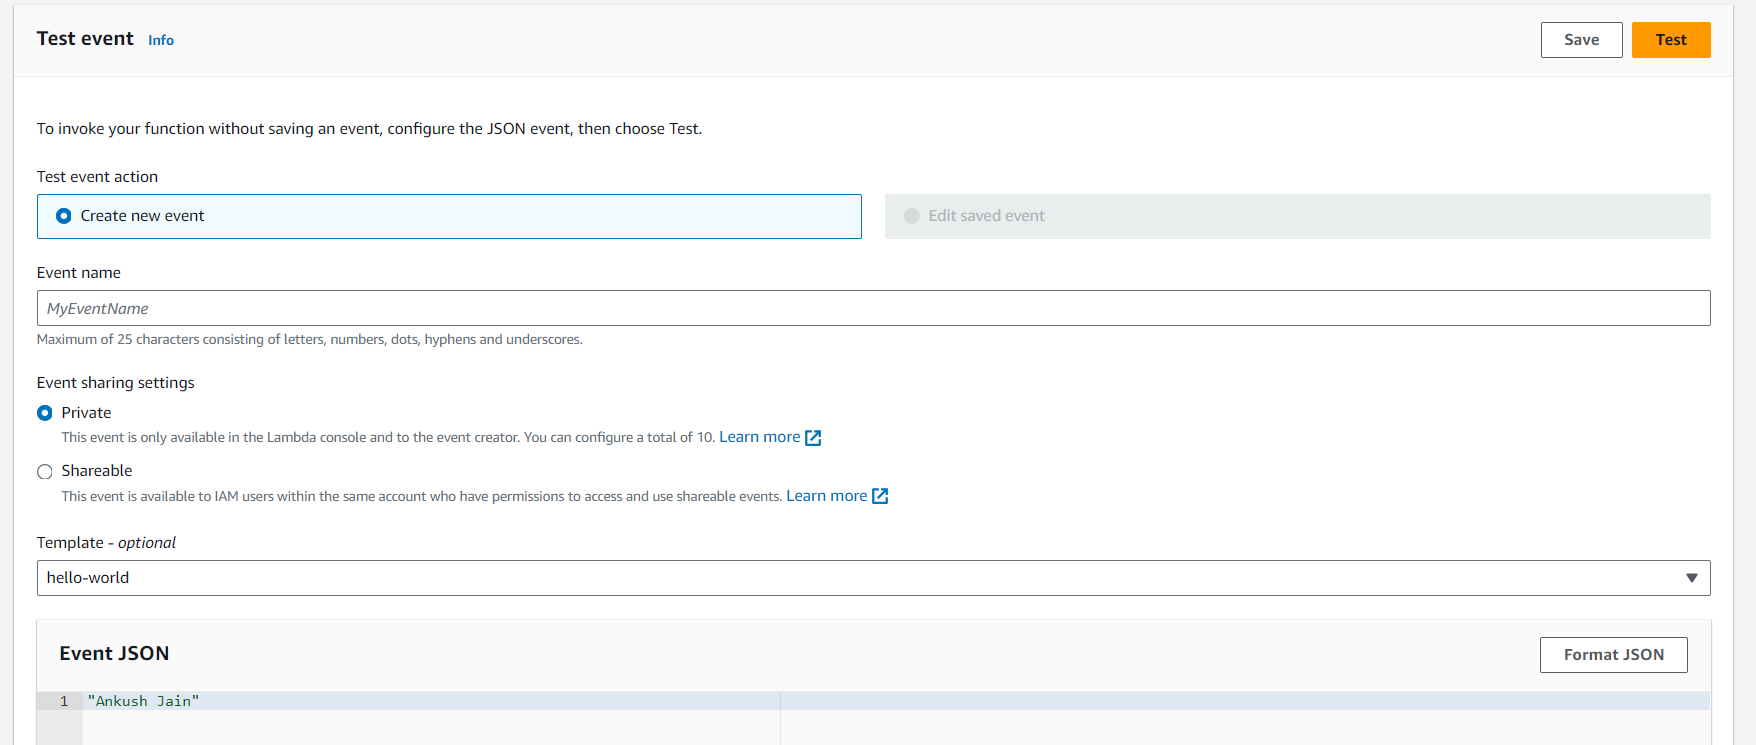 Test event Info
Save Test
To invoke your function without saving an event, configure the JSON event, then choose Test.
Test event action
Create new event
Edit saved event
Event name
MyEventName
Maximum of 25 characters consisting of letters, numbers, dots, hyphens and underscores.
Event sharing settings
Private
This event is only available in the Lambda console and to the event creator. You can configure a total of 10. Learn more
Shareable
This event is available to IAM users within the same account who have permissions to access and use shareable events. Learn more
Template - optional
hello-world
Event JSON
Format JSON
1 "Ankush Jain"